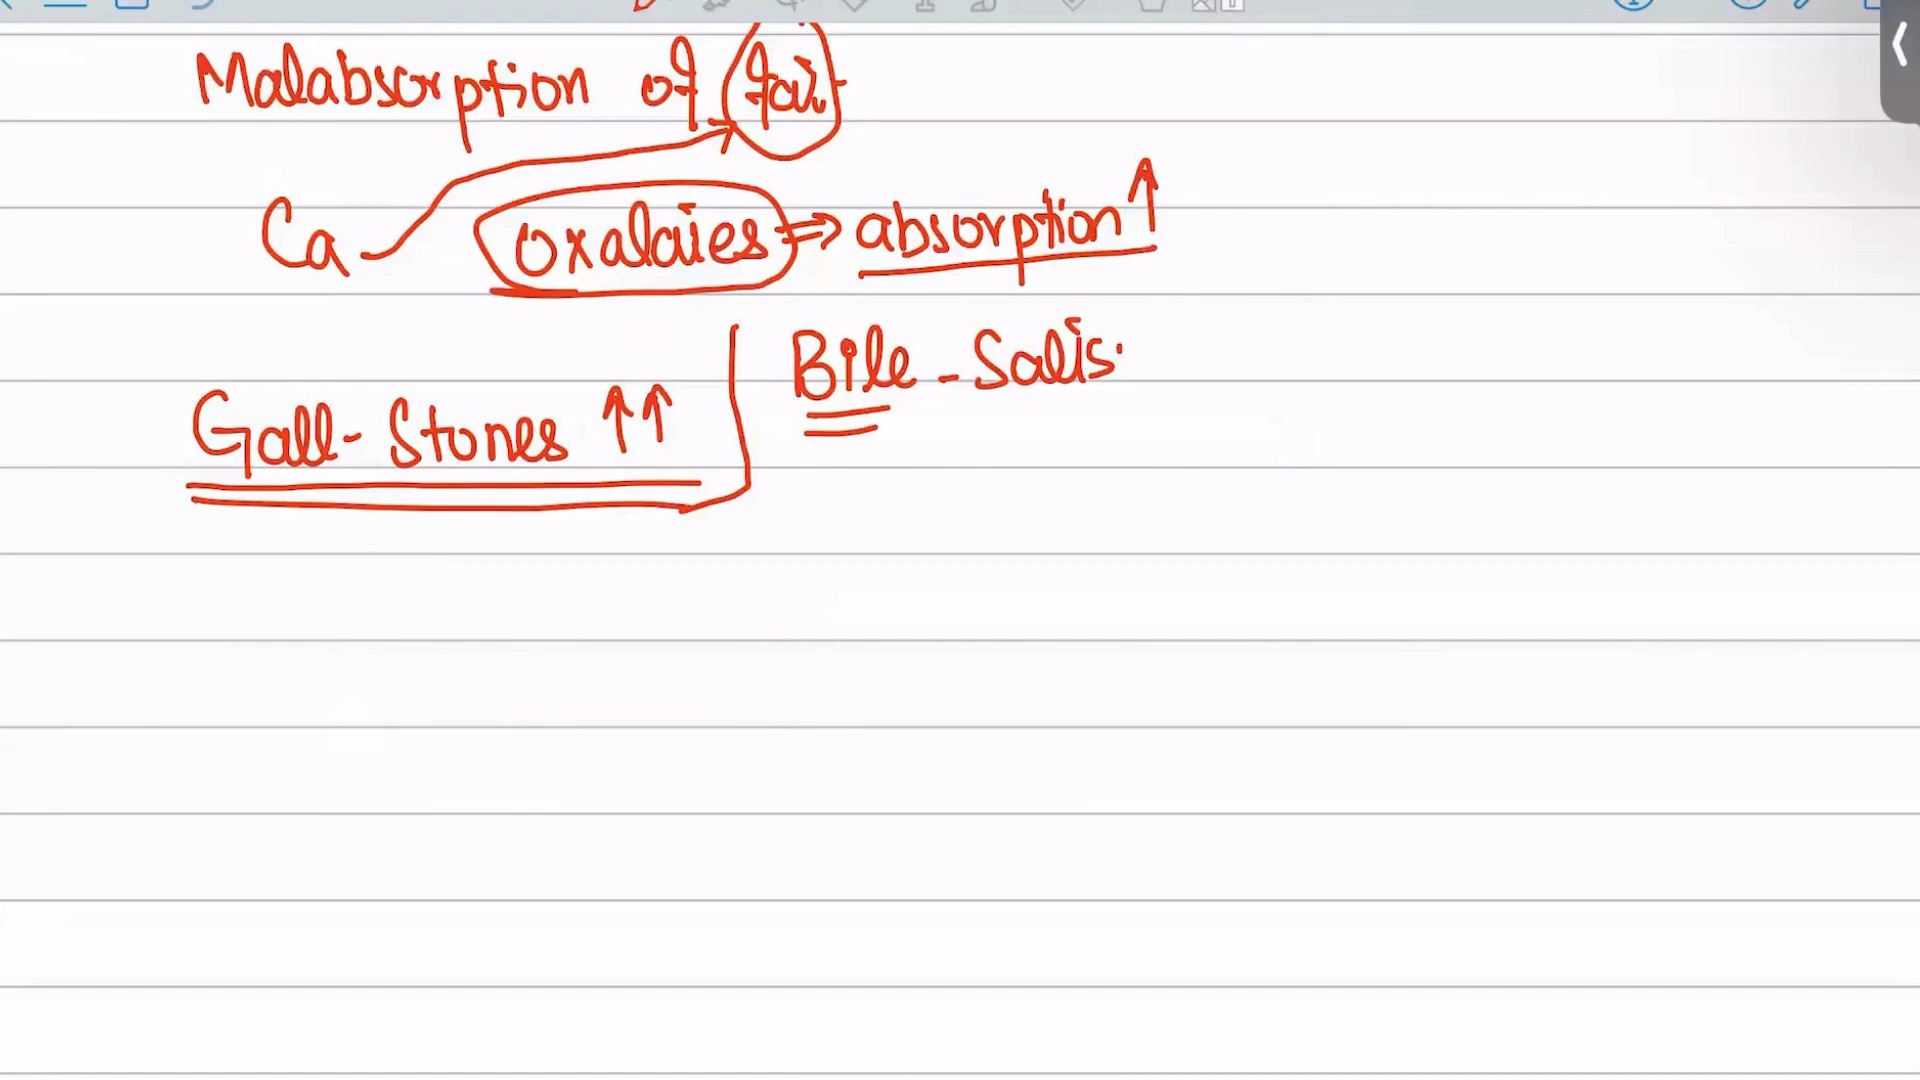 Malabsorption of fat
Ca oxalates ⇒ absorption ↑
Bile - Salts.
Gall - Stones ↑↑